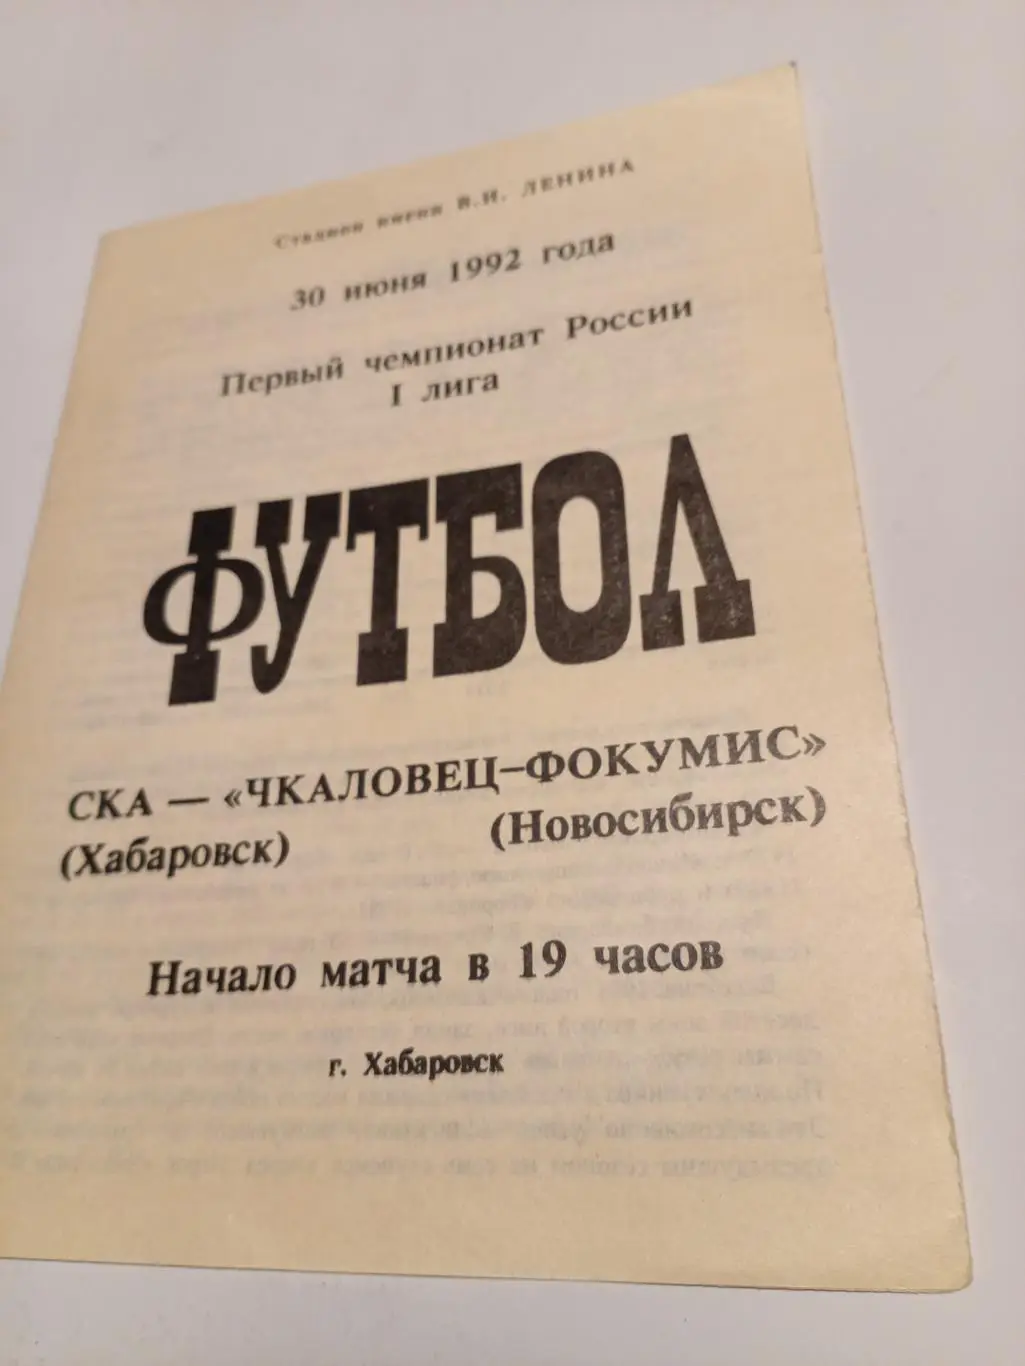 Стадион имени В.И. ЛЕНИНА
30 июня 1992 года
Первый чемпионат России
I лига
ФУТБОЛ
СКА — «ЧКАЛОВЕЦ–ФОКУМИС»
(Хабаровск) (Новосибирск)
Начало матча в 19 часов
г. Хабаровск